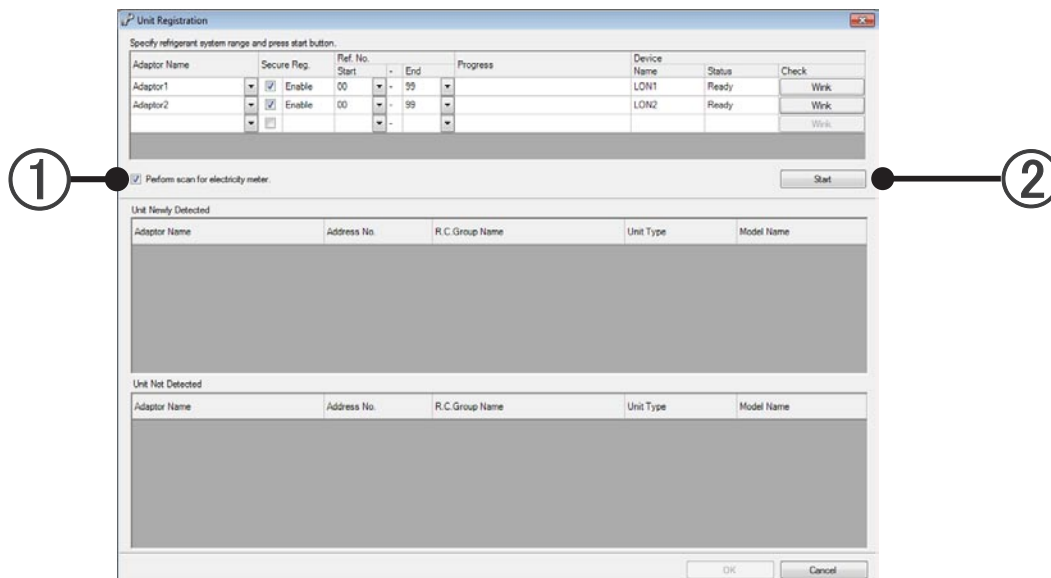 Unit Registration
Specify refrigerant system range and press start button.
Adaptor Name Secure Reg. Ref. No. Start - End Progress Device Name Status Check
Adaptor1 Enable 00 - 99 LON1 Ready Wink
Adaptor2 Enable 00 - 99 LON2 Ready Wink
- Wink
① Perform scan for electricity meter. Start ②
Unit Newly Detected
Adaptor Name Address No. R.C.Group Name Unit Type Model Name
Unit Not Detected
Adaptor Name Address No. R.C.Group Name Unit Type Model Name
OK Cancel